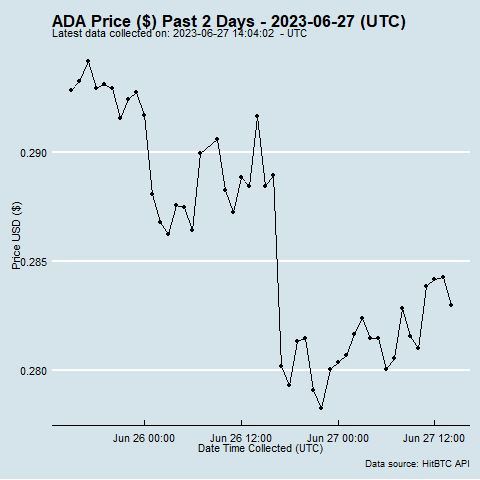 ADA Price ($) Past 2 Days - 2023-06-27 (UTC)
Latest data collected on: 2023-06-27 14:04:02  - UTC
0.290
0.285
0.280
Price USD ($)
Jun 26 00:00 Jun 26 12:00 Jun 27 00:00 Jun 27 12:00
Date Time Collected (UTC)
Data source: HitBTC API